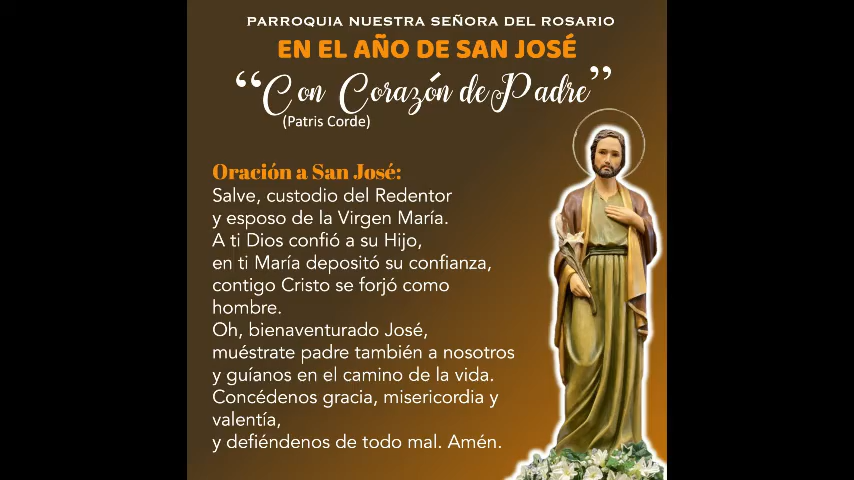 PARROQUIA NUESTRA SEÑORA DEL ROSARIO
EN EL AÑO DE SAN JOSÉ
“Con Corazón de Padre”
(Patris Corde)
Oración a San José:
Salve, custodio del Redentor
y esposo de la Virgen María.
A ti Dios confió a su Hijo,
en ti María depositó su confianza,
contigo Cristo se forjó como
hombre.
Oh, bienaventurado José,
muéstrate padre también a nosotros
y guíanos en el camino de la vida.
Concédenos gracia, misericordia y
valentía,
y defiéndenos de todo mal. Amén.